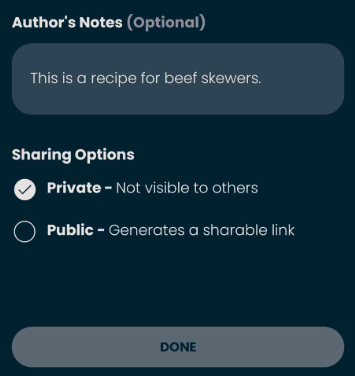 Author's Notes (Optional)
This is a recipe for beef skewers.
Sharing Options
Private - Not visible to others
Public - Generates a sharable link
DONE